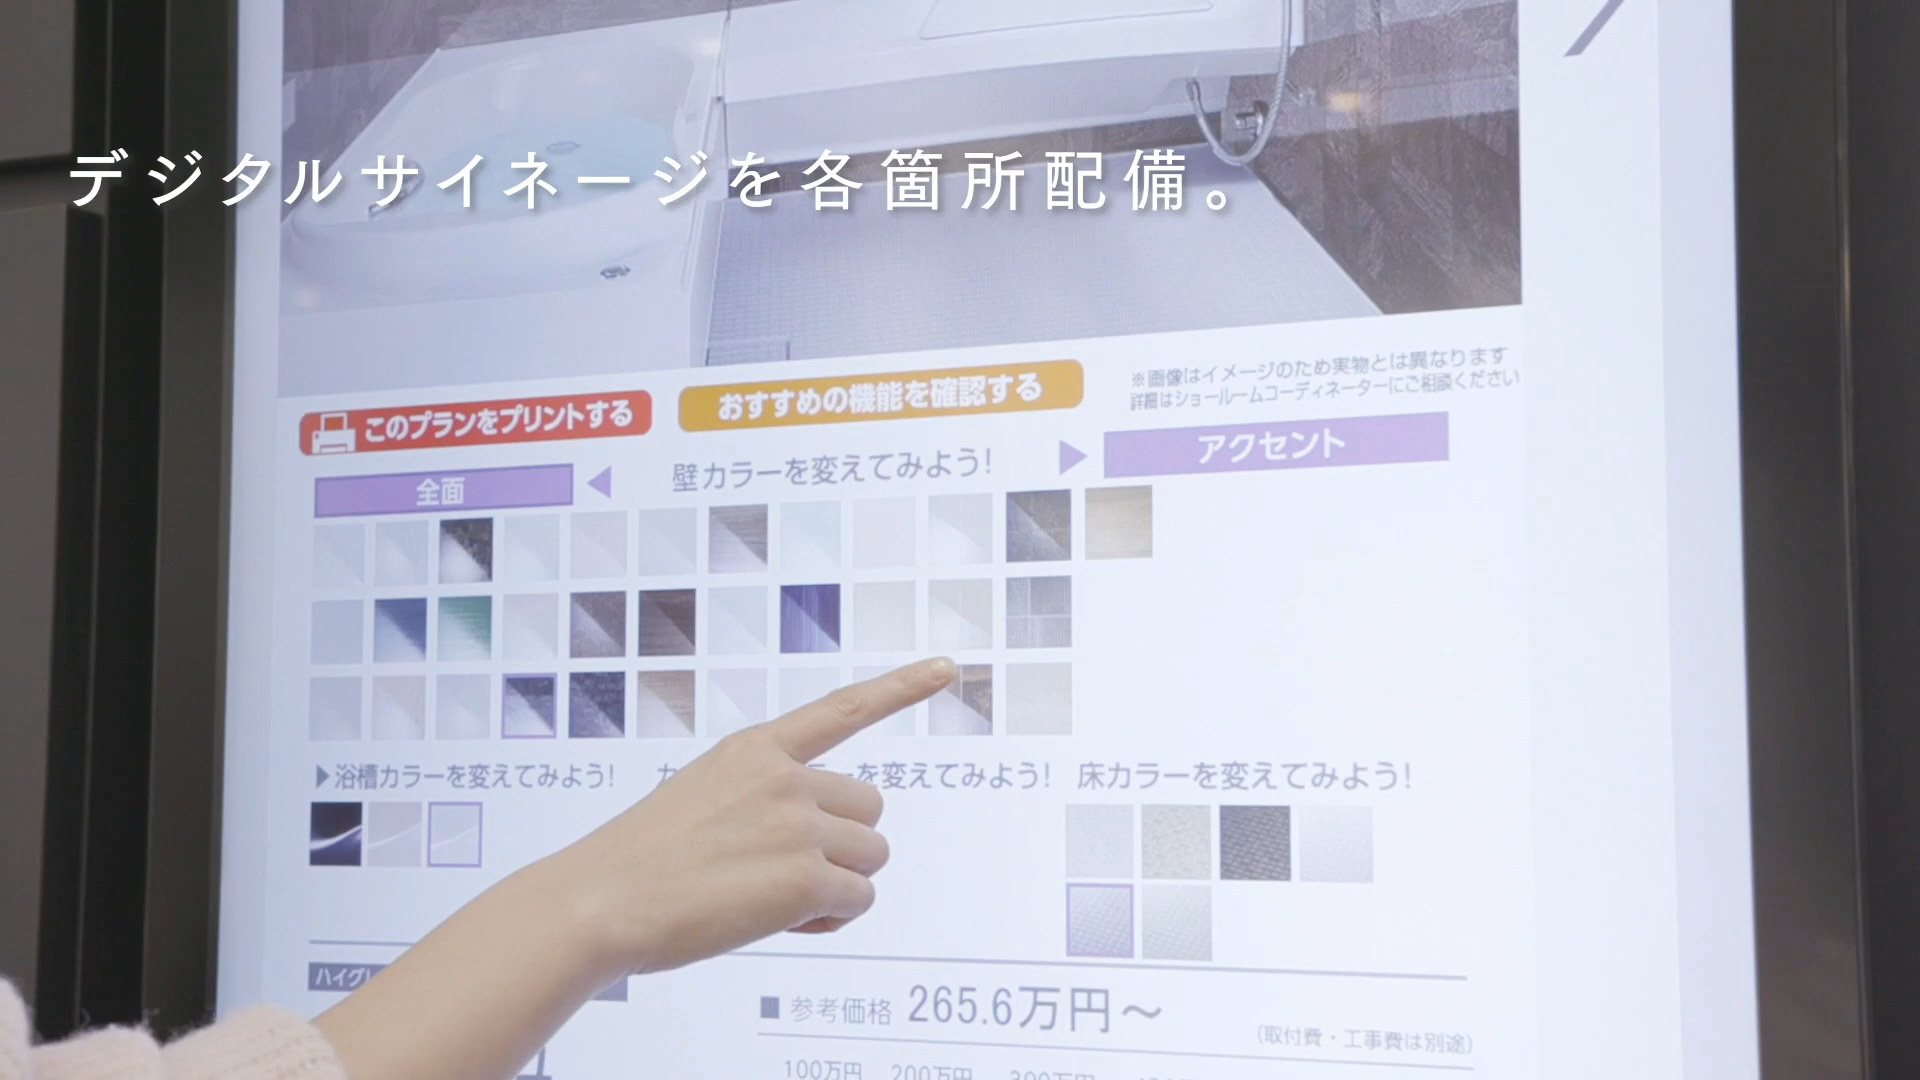 デジタルサイネージを各箇所配備。
※画像はイメージのため実物とは異なります
詳細はショールームコーディネーターにご相談ください
このプランをプリントする
おすすめの機能を確認する
全面
壁カラーを変えてみよう!
アクセント
浴槽カラーを変えてみよう!
カ
ーを変えてみよう!
床カラーを変えてみよう!
ハイグレ
■ 参考価格 265.6万円～
(取付費・工事費は別途)
100万円 200万円 300万円